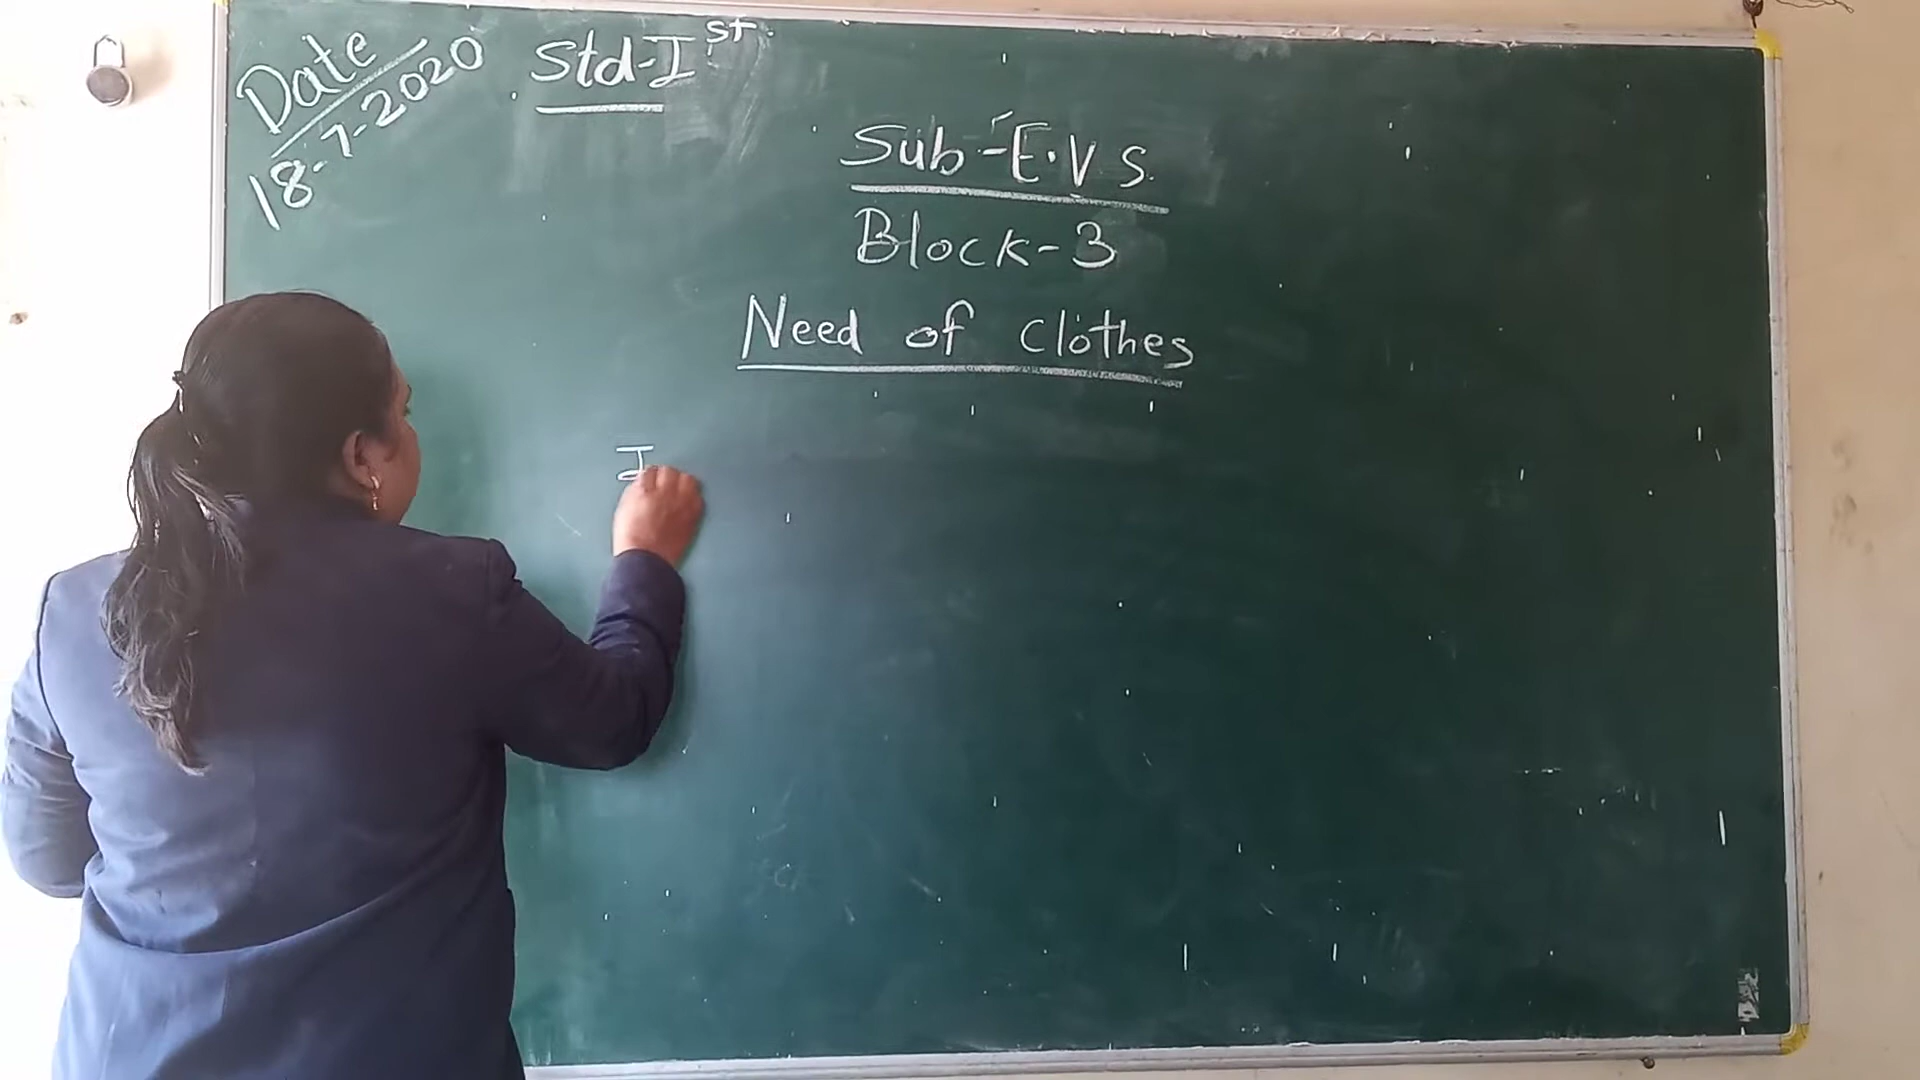 Date
18-7-2020
Std-Ist
Sub-E.V S.
Block-3
Need of Clothes
I